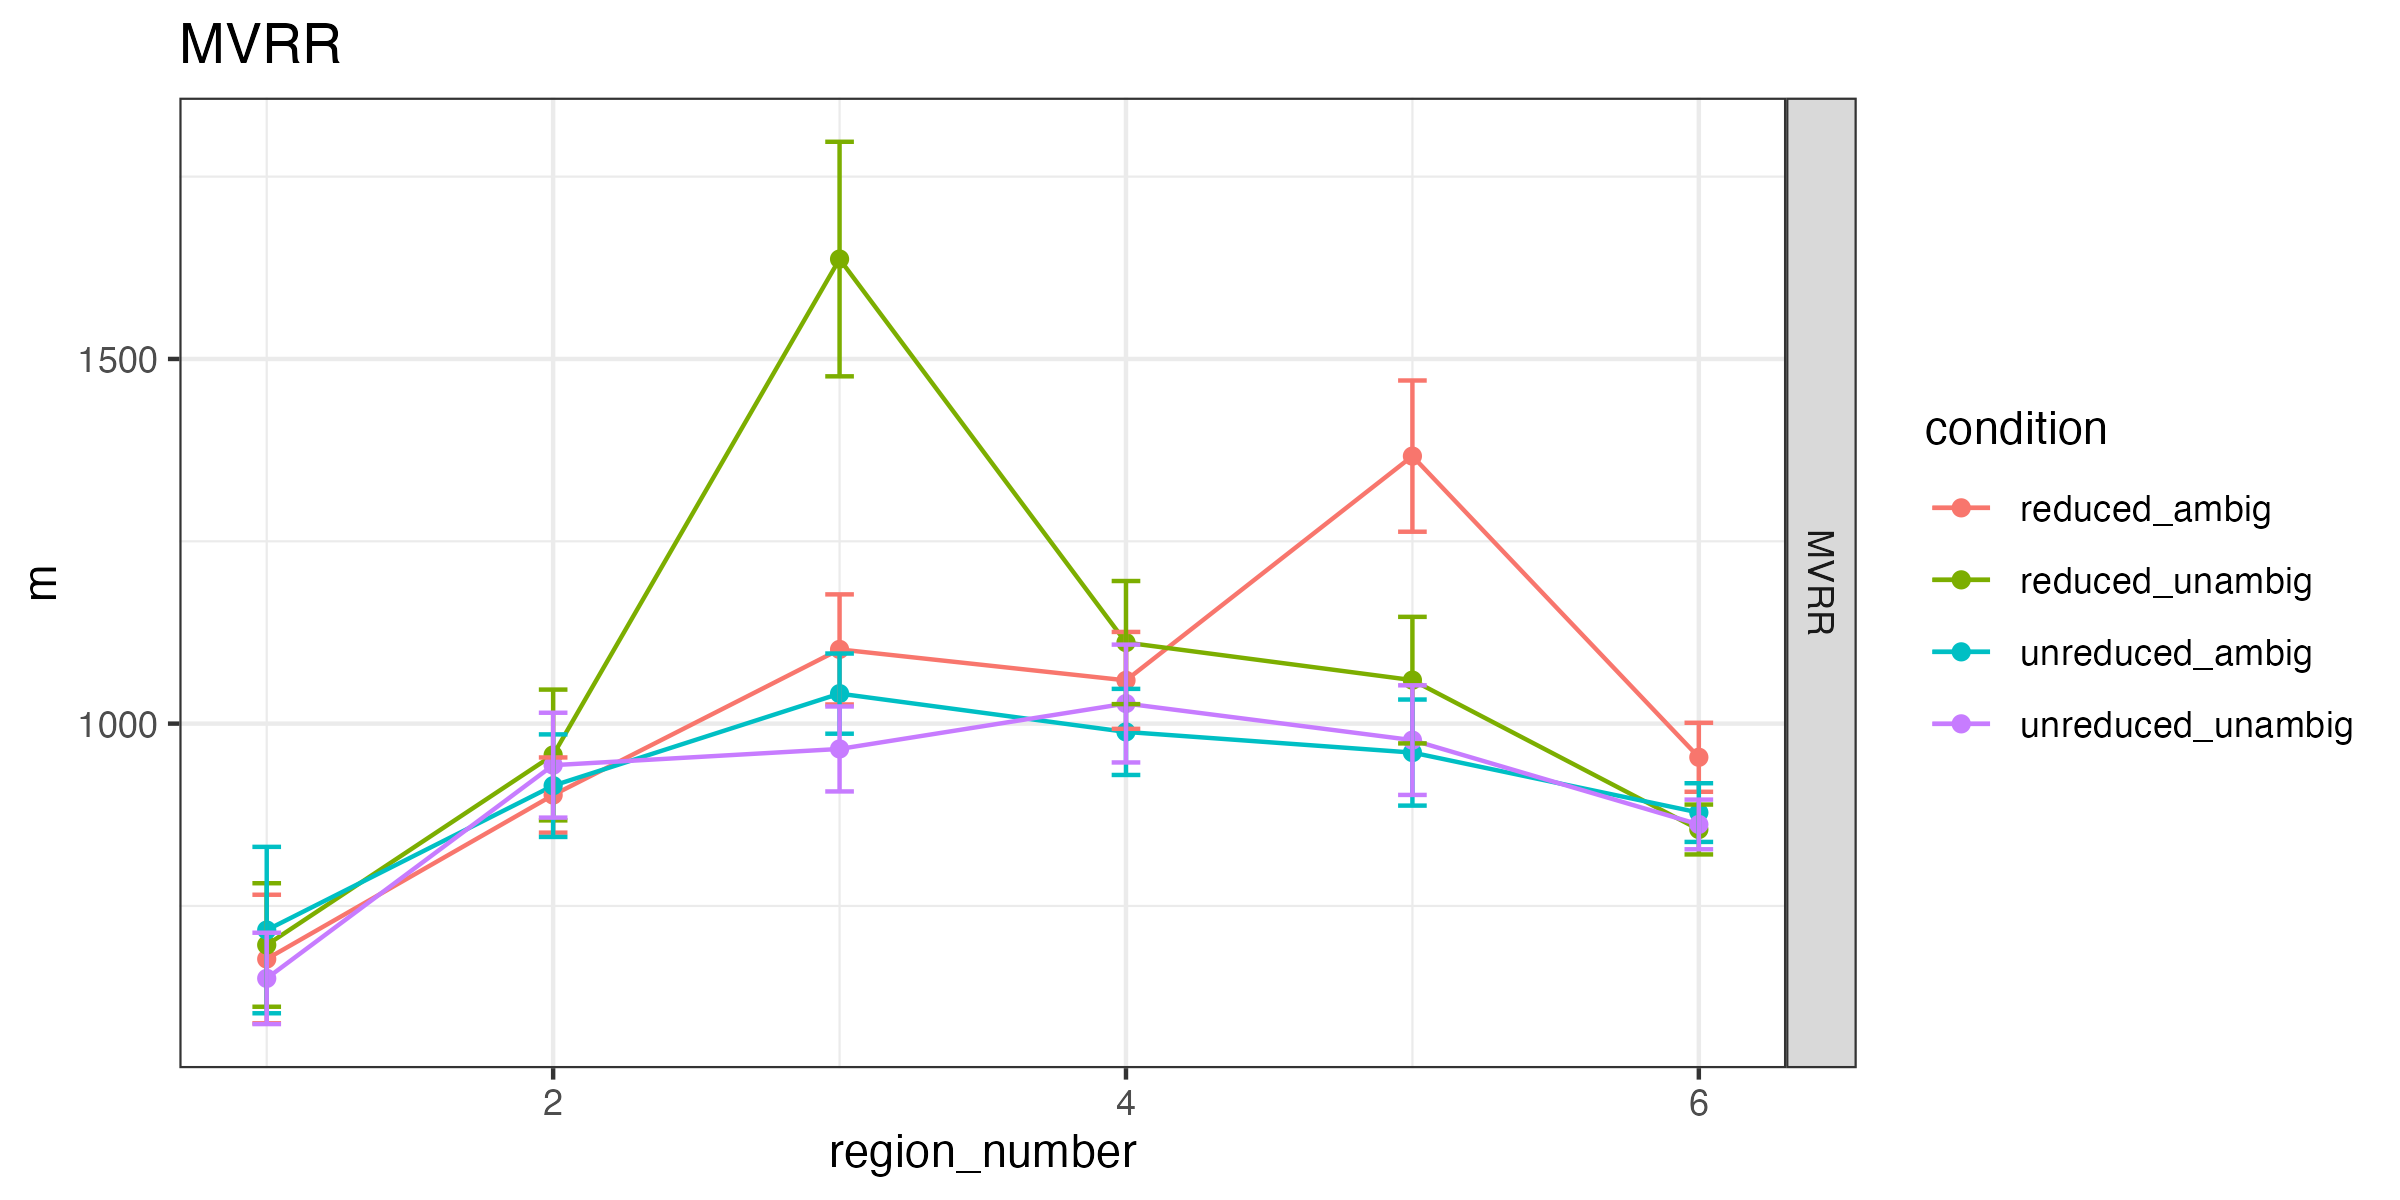 MVRR
1500
1000
m
2
4
6
region_number
MVRR
condition
reduced_ambig
reduced_unambig
unreduced_ambig
unreduced_unambig